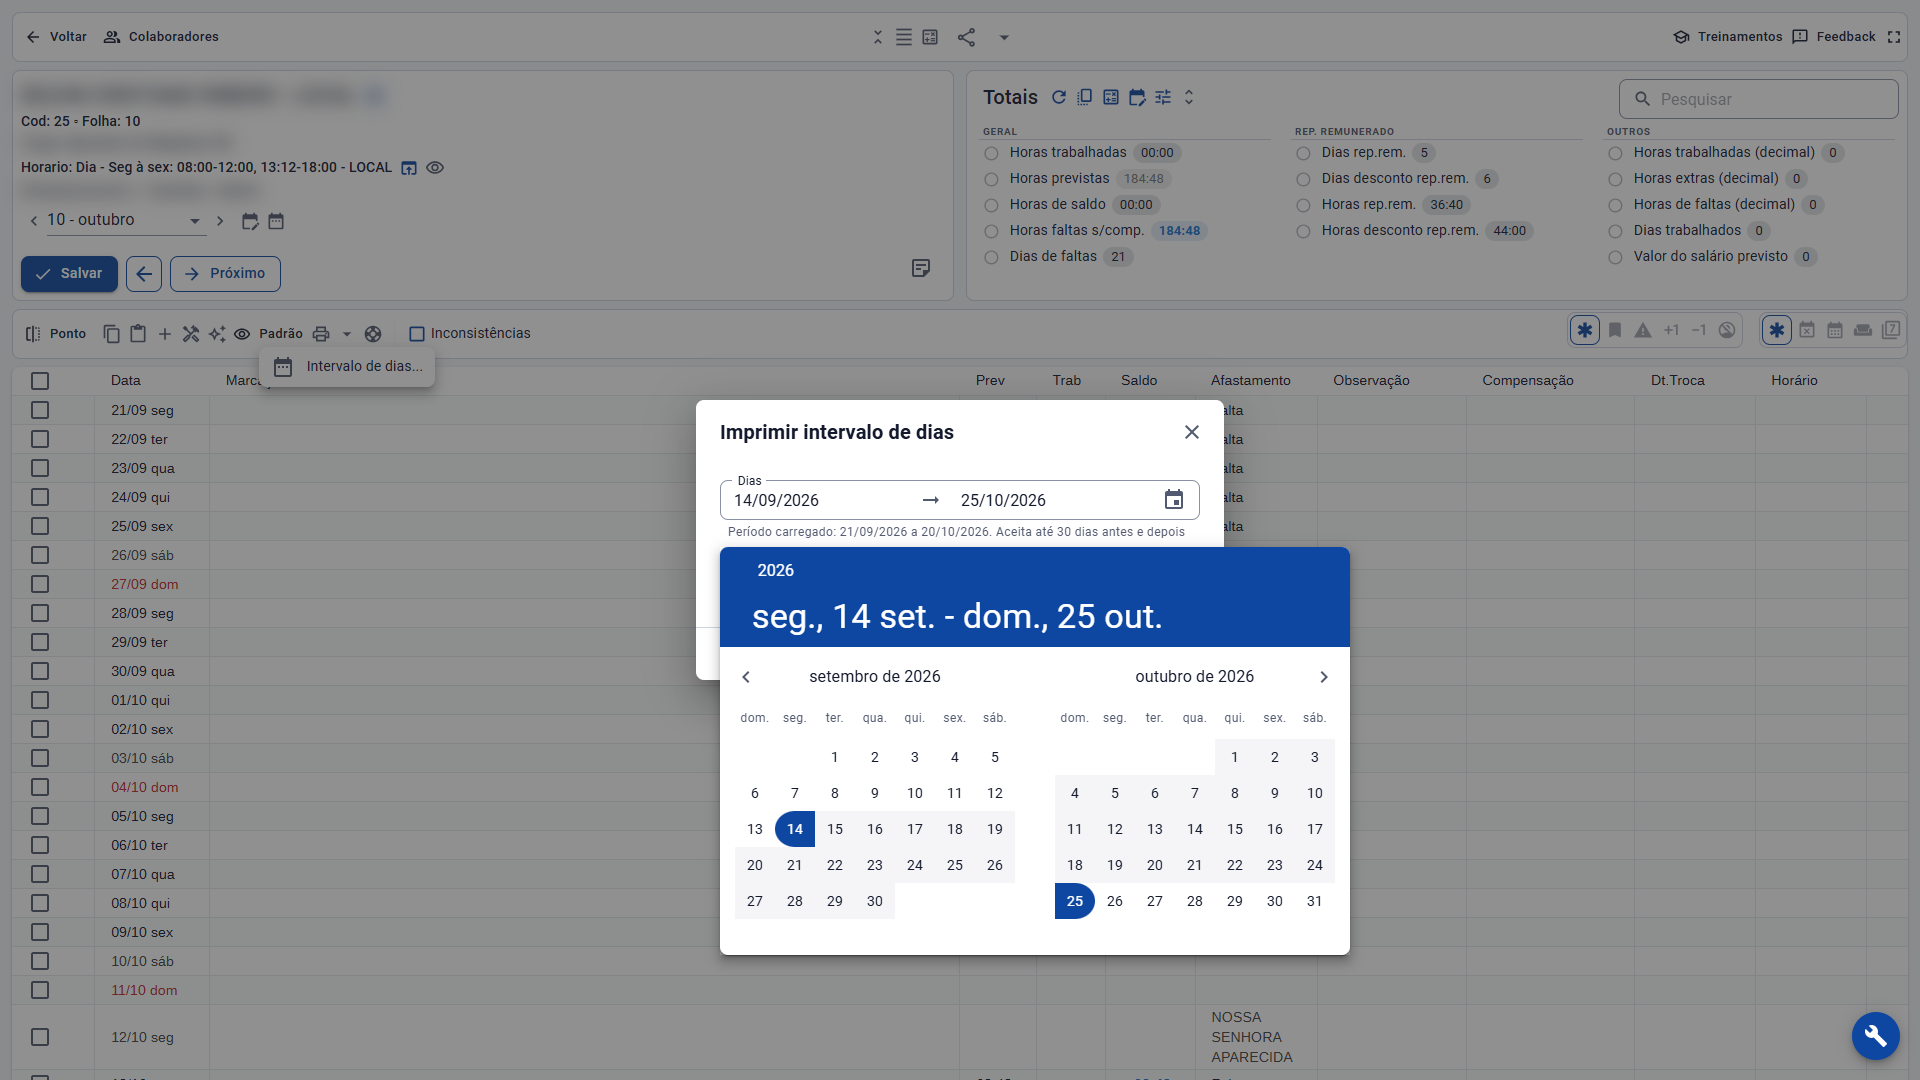 Voltar Colaboradores Treinamentos Feedback
Cod: 25 • Folha: 10
Horario: Dia - Seg à sex: 08:00-12:00, 13:12-18:00 - LOCAL
10 - outubro
Salvar Próximo
Totais Pesquisar
GERAL REP. REMUNERADO OUTROS
Horas trabalhadas 00:00 Dias rep.rem. 5 Horas trabalhadas (decimal) 0
Horas previstas 184:48 Dias desconto rep.rem. 6 Horas extras (decimal) 0
Horas de saldo 00:00 Horas rep.rem. 36:40 Horas de faltas (decimal) 0
Horas faltas s/comp. 184:48 Horas desconto rep.rem. 44:00 Dias trabalhados 0
Dias de faltas 21 Valor do salário previsto 0
Ponto Padrão Inconsistências +1 −1 7
Intervalo de dias...
Data Prev Trab Saldo Afastamento Observação Compensação Dt.Troca Horário
21/09 seg
22/09 ter
23/09 qua
24/09 qui
25/09 sex
26/09 sáb
27/09 dom
28/09 seg
29/09 ter
30/09 qua
01/10 qui
02/10 sex
03/10 sáb
04/10 dom
05/10 seg
06/10 ter
07/10 qua
08/10 qui
09/10 sex
10/10 sáb
11/10 dom
12/10 seg NOSSA
SENHORA
APARECIDA
Imprimir intervalo de dias
Dias
14/09/2026 25/10/2026
Período carregado: 21/09/2026 a 20/10/2026. Aceita até 30 dias antes e depois
2026
seg., 14 set. - dom., 25 out.
setembro de 2026
dom. seg. ter. qua. qui. sex. sáb.
1 2 3 4 5
6 7 8 9 10 11 12
13 14 15 16 17 18 19
20 21 22 23 24 25 26
27 28 29 30
outubro de 2026
dom. seg. ter. qua. qui. sex. sáb.
1 2 3
4 5 6 7 8 9 10
11 12 13 14 15 16 17
18 19 20 21 22 23 24
25 26 27 28 29 30 31